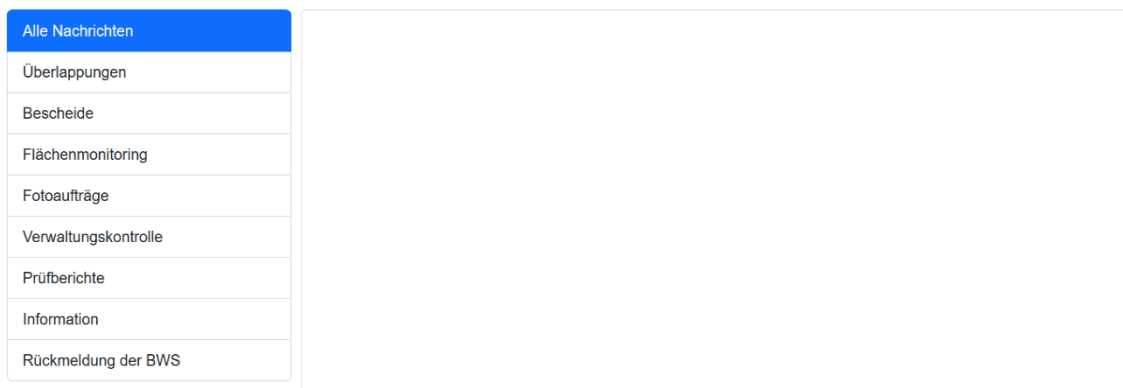 Alle Nachrichten
Überlappungen
Bescheide
Flächenmonitoring
Fotoaufträge
Verwaltungskontrolle
Prüfberichte
Information
Rückmeldung der BWS